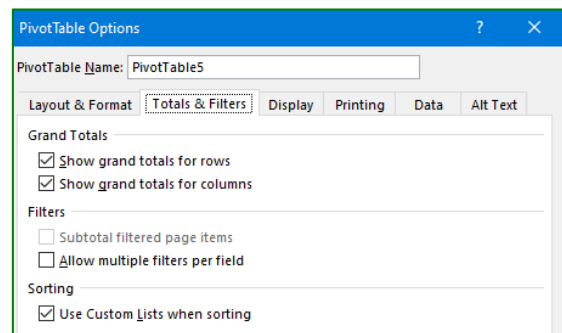 PivotTable Options ? ×
PivotTable Name: PivotTable5
Layout & Format Totals & Filters Display Printing Data Alt Text
Grand Totals
Show grand totals for rows
Show grand totals for columns
Filters
Subtotal filtered page items
Allow multiple filters per field
Sorting
Use Custom Lists when sorting